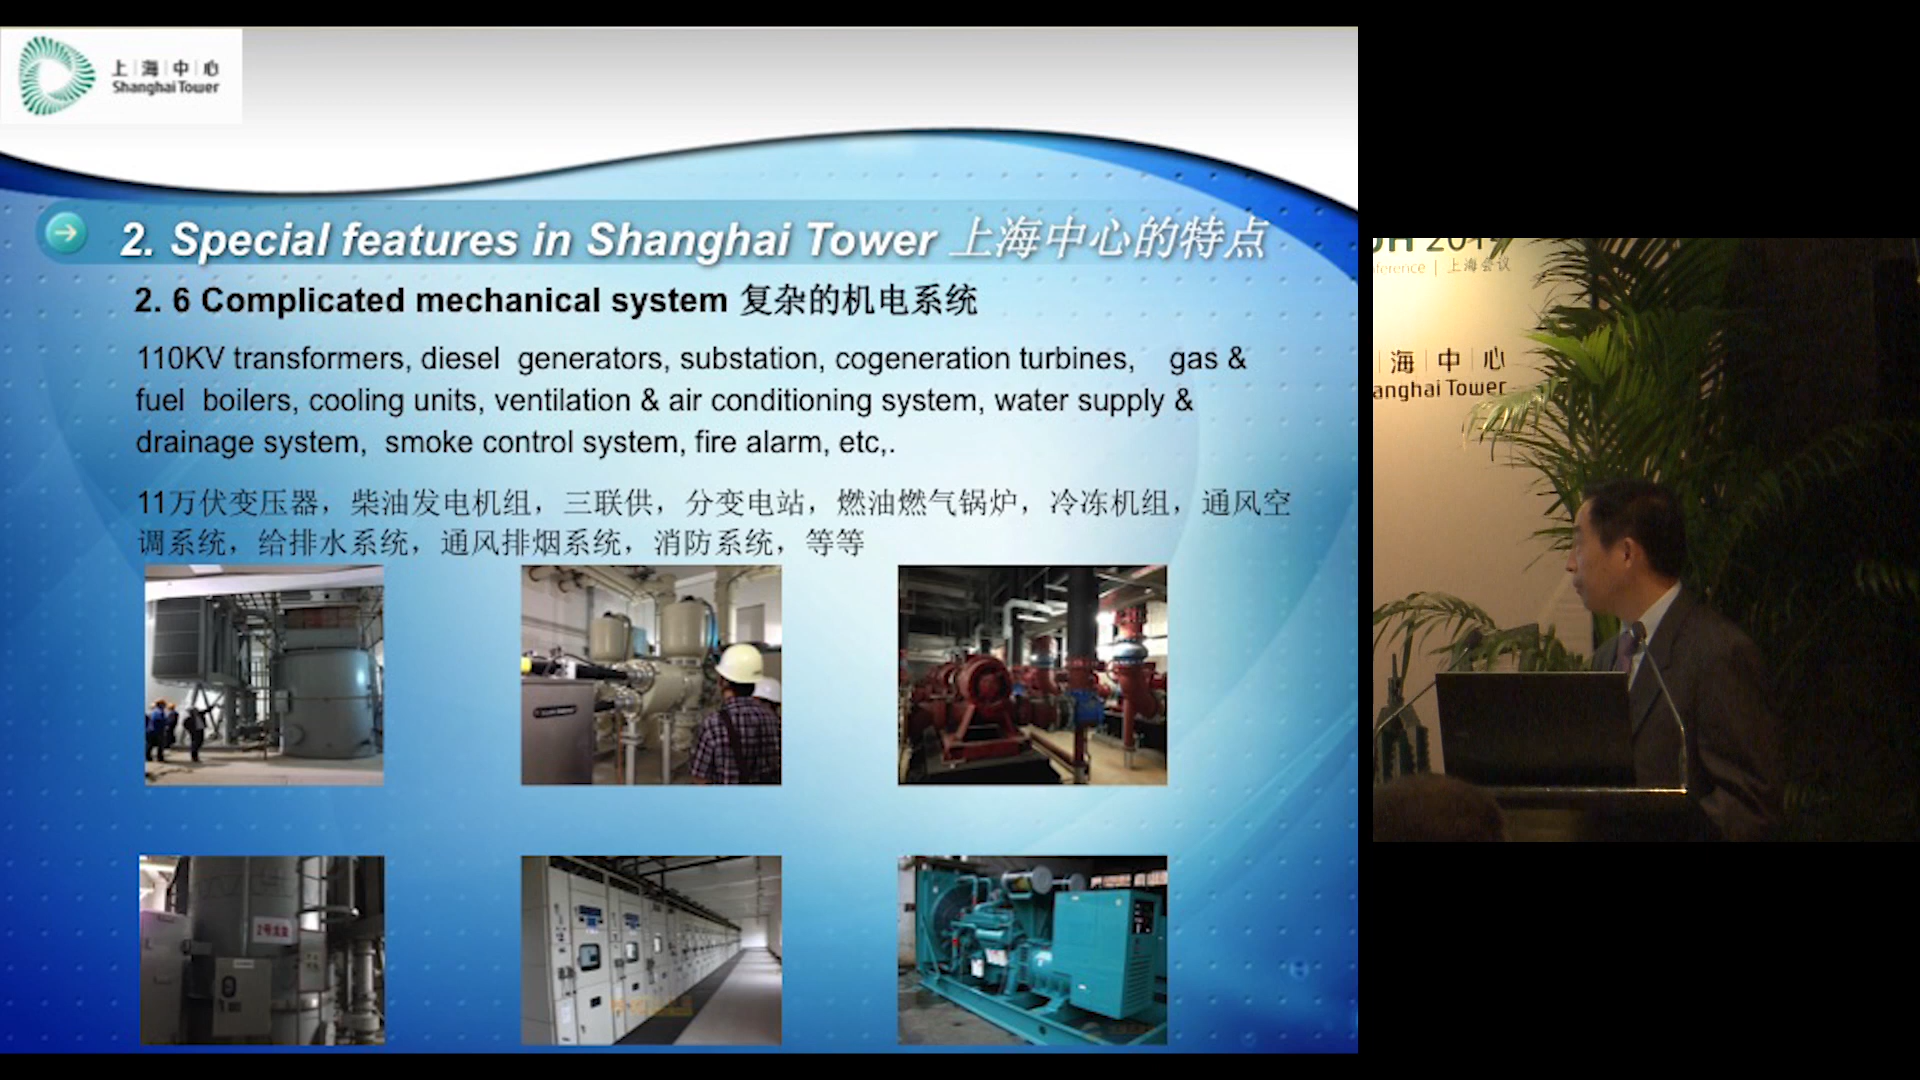 上海中心
Shanghai Tower
2. Special features in Shanghai Tower 上海中心的特点
2. 6 Complicated mechanical system 复杂的机电系统
110KV transformers, diesel generators, substation, cogeneration turbines, gas &
fuel boilers, cooling units, ventilation & air conditioning system, water supply &
drainage system, smoke control system, fire alarm, etc,.
11万伏变压器，柴油发电机组，三联供，分变电站，燃油燃气锅炉，冷冻机组，通风空
调系统，给排水系统，通风排烟系统，消防系统，等等
上海会议
海中心
anghai Tower